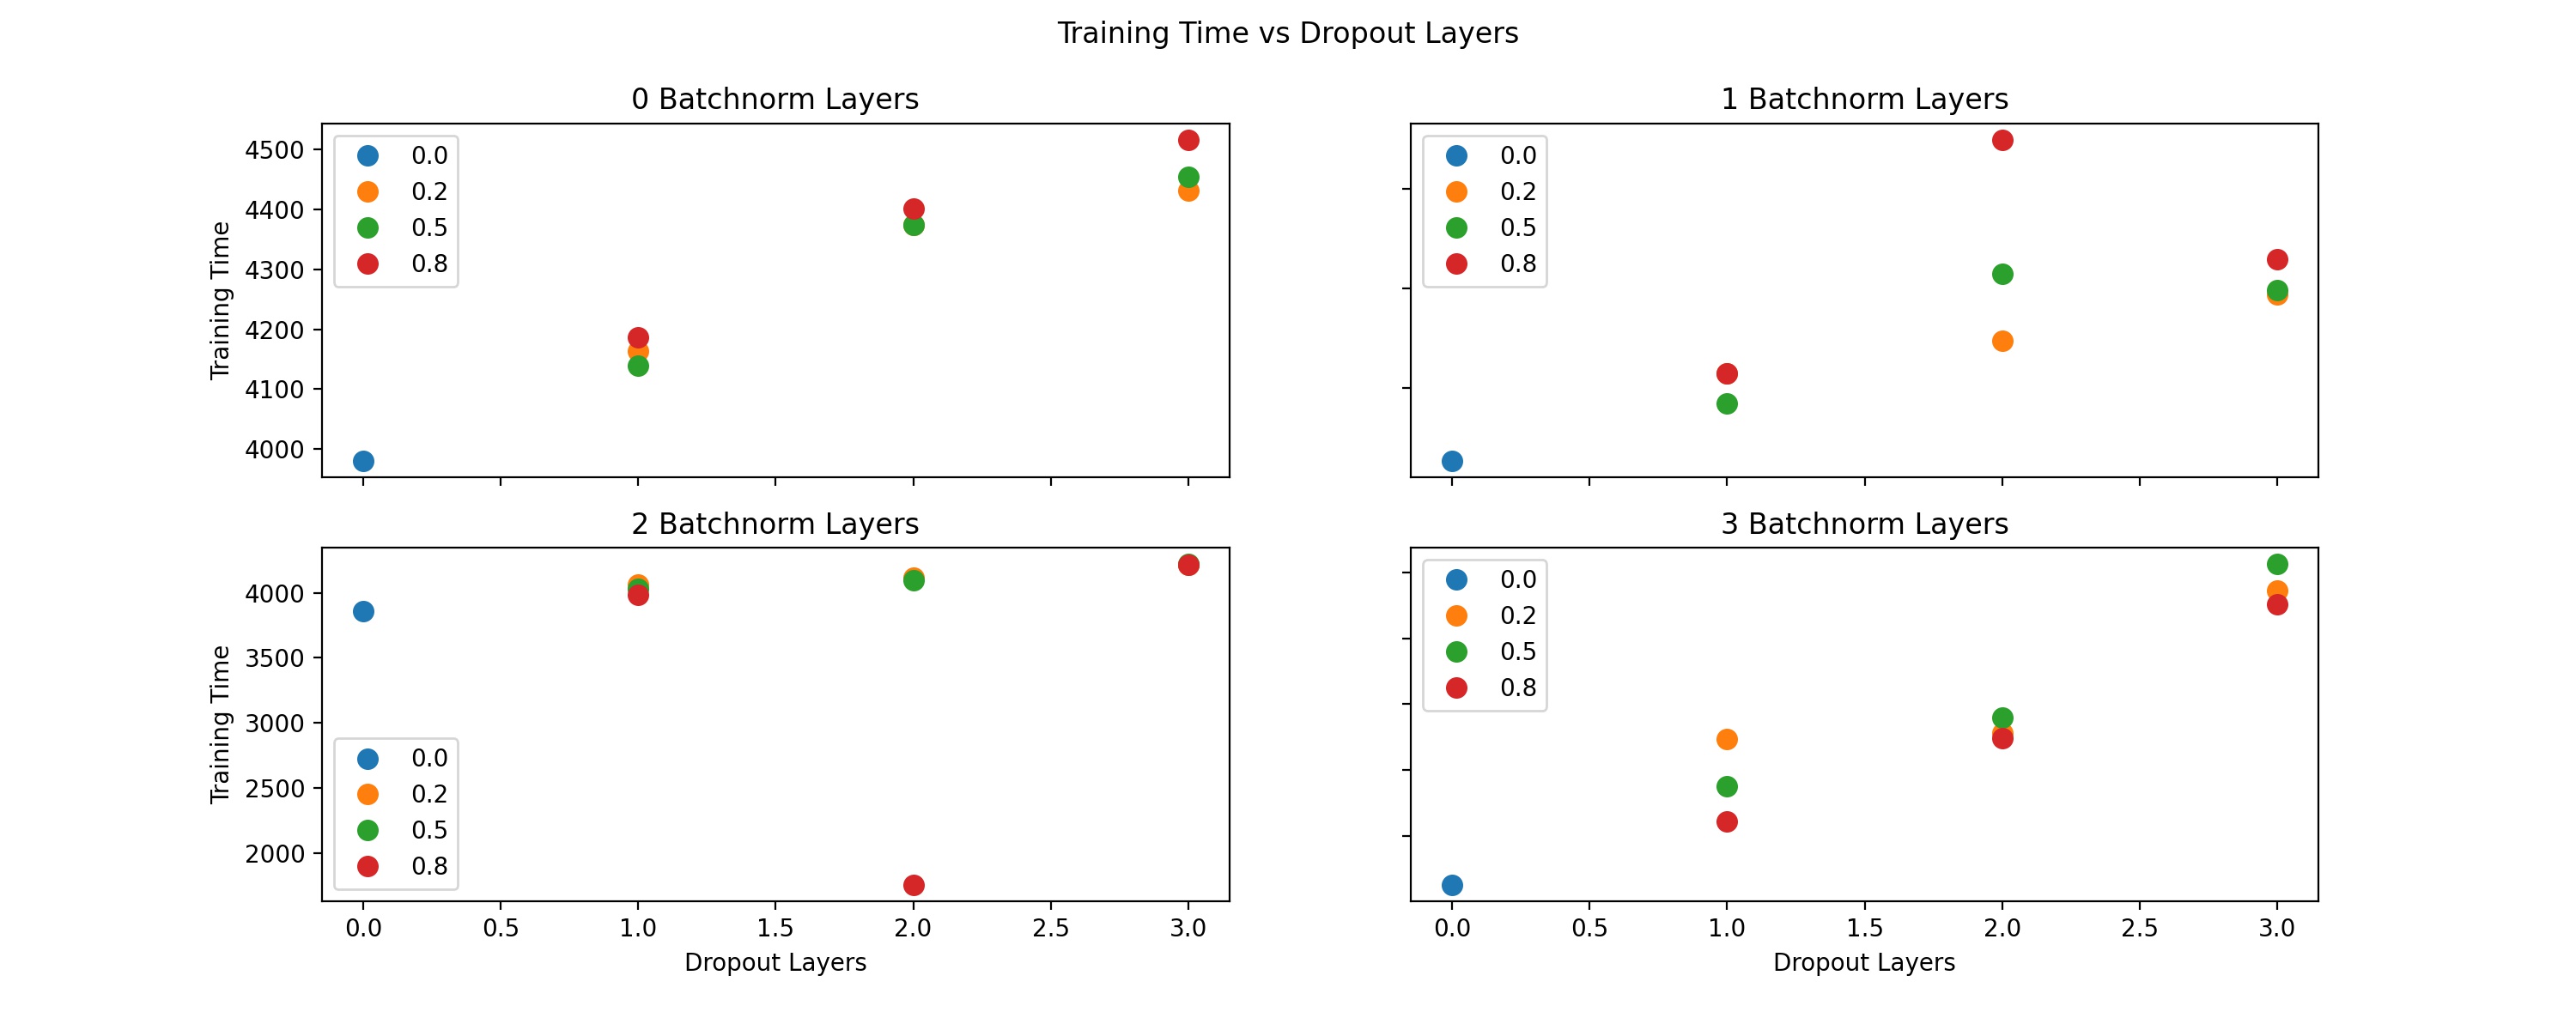 Training Time vs Dropout Layers
0 Batchnorm Layers
Training Time
4500
4400
4300
4200
4100
4000
0.0
0.2
0.5
0.8
1 Batchnorm Layers
0.0
0.2
0.5
0.8
2 Batchnorm Layers
Training Time
4000
3500
3000
2500
2000
0.0
0.2
0.5
0.8
0.0 0.5 1.0 1.5 2.0 2.5 3.0
Dropout Layers
3 Batchnorm Layers
0.0
0.2
0.5
0.8
0.0 0.5 1.0 1.5 2.0 2.5 3.0
Dropout Layers